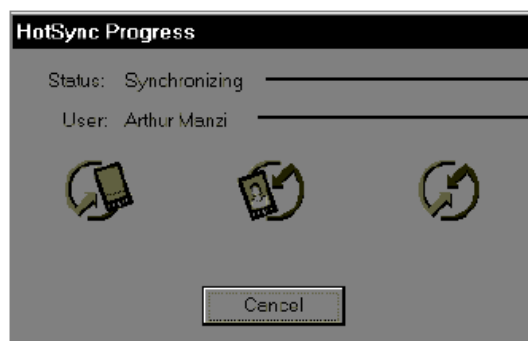 HotSync Progress
Status: Synchronizing
User: Arthur Manzi
Cancel